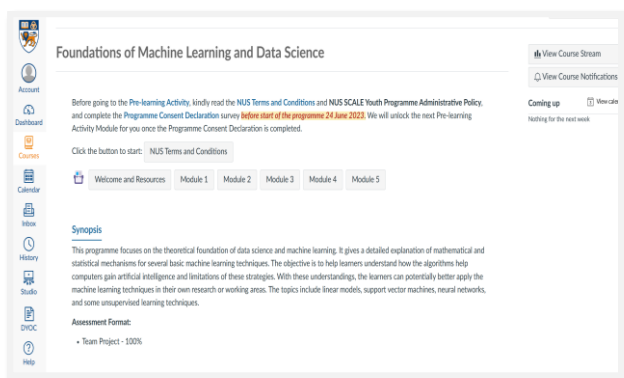 Account
Dashboard
Courses
Calendar
Inbox
History
Studio
DYOC
Help
Foundations of Machine Learning and Data Science
Before going to the Pre-learning Activity, kindly read the NUS Terms and Conditions and NUS SCALE Youth Programme Administrative Policy,
and complete the Programme Consent Declaration survey before start of the programme 24 June 2023. We will unlock the next Pre-learning
Activity Module for you once the Programme Consent Declaration is completed.
Click the button to start: NUS Terms and Conditions
Welcome and Resources Module 1 Module 2 Module 3 Module 4 Module 5
Synopsis
This programme focuses on the theoretical foundation of data science and machine learning. It gives a detailed explanation of mathematical and
statistical mechanisms for several basic machine learning techniques. The objective is to help learners understand how the algorithms help
computers gain artificial intelligence and limitations of these strategies. With these understandings, the learners can potentially better apply the
machine learning techniques in their own research or working areas. The topics include linear models, support vector machines, neural networks,
and some unsupervised learning techniques.
Assessment Format:
• Team Project - 100%
View Course Stream
View Course Notifications
Coming up View cale
Nothing for the next week